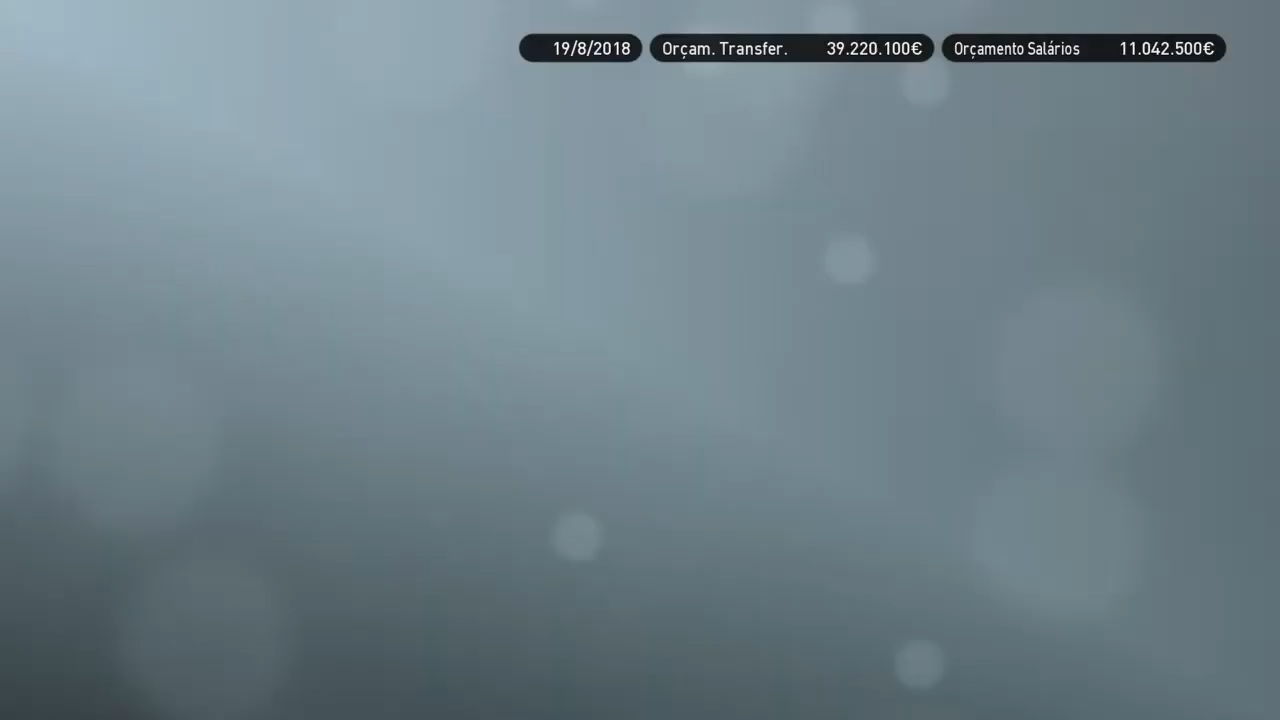 19/8/2018 Orçam. Transfer. 39.220.100€ Orçamento Salários 11.042.500€